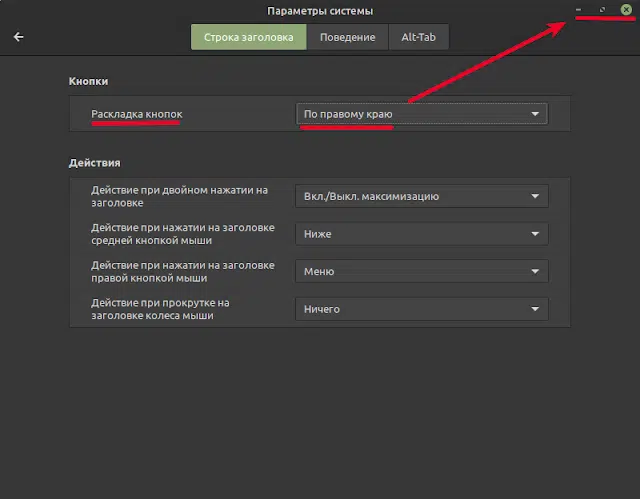 Параметры системы
Строка заголовка Поведение Alt-Tab
Кнопки
Раскладка кнопок По правому краю
Действия
Действие при двойном нажатии на
заголовке
Вкл./Выкл. максимизацию
Действие при нажатии на заголовке
средней кнопкой мыши
Ниже
Действие при нажатии на заголовке
правой кнопкой мыши
Меню
Действие при прокрутке на
заголовке колеса мыши
Ничего